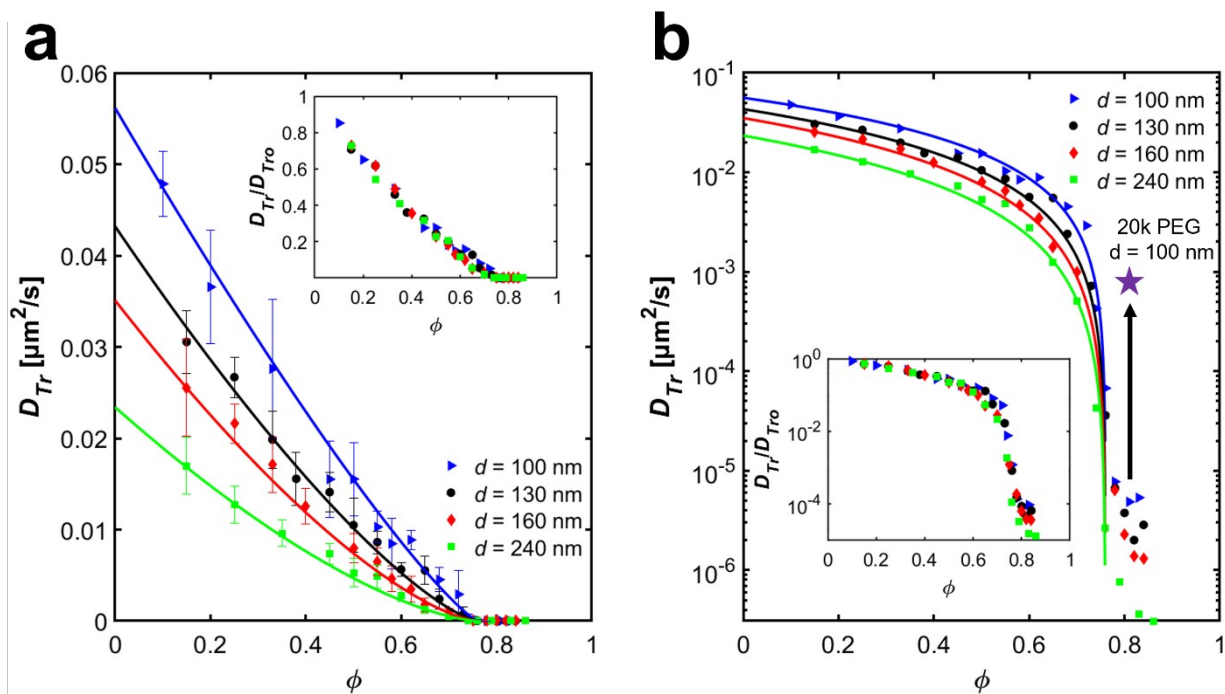 a
0.06
0.05
0.04
0.03
0.02
0.01
0
D_Tr [µm²/s]
0 0.2 0.4 0.6 0.8 1
ϕ
1
0.8
0.6
0.4
0.2
D_Tr/D_Tro
0 0.2 0.4 0.6 0.8 1
ϕ
d = 100 nm
d = 130 nm
d = 160 nm
d = 240 nm
b
10⁻¹
10⁻²
10⁻³
10⁻⁴
10⁻⁵
10⁻⁶
D_Tr [µm²/s]
0 0.2 0.4 0.6 0.8 1
ϕ
d = 100 nm
d = 130 nm
d = 160 nm
d = 240 nm
20k PEG
d = 100 nm
10⁰
10⁻²
10⁻⁴
D_Tr/D_Tro
0 0.2 0.4 0.6 0.8 1
ϕ